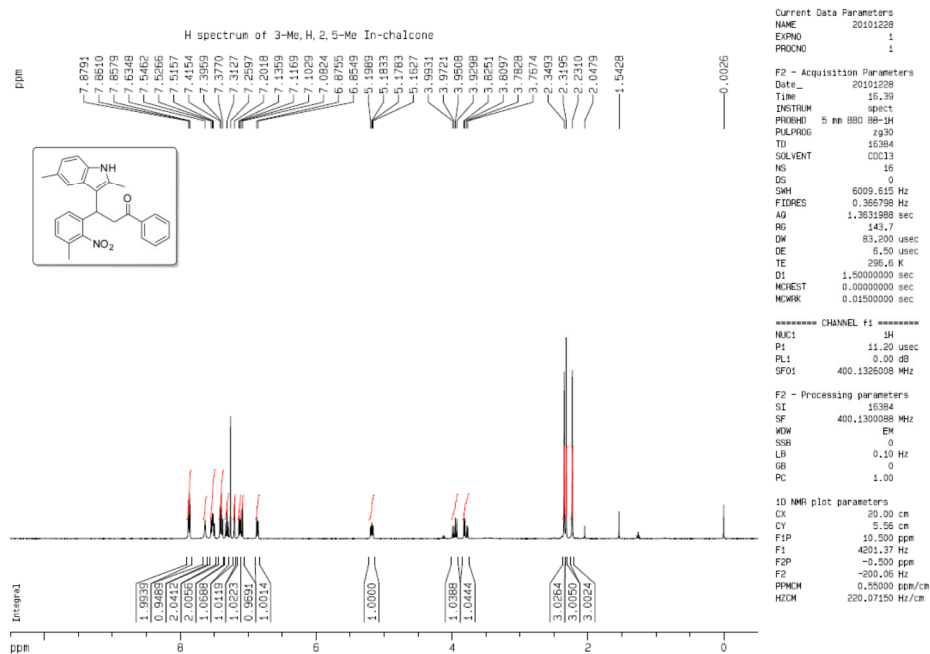 H spectrum of 3-Me, H, 2, 5-Me In-chalcone
ppm
7.8791
7.8610
7.8579
7.6348
7.5462
7.5266
7.5157
7.4154
7.3959
7.3770
7.3127
7.2597
7.2018
7.1359
7.1169
7.1029
7.0824
6.8755
6.8549
5.1989
5.1833
5.1783
5.1627
3.9931
3.9721
3.9508
3.9298
3.8251
3.8097
3.7828
3.7674
2.3493
2.3195
2.2310
2.0479
1.5428
-0.0026
NH
O
NO2
Integral
1.9939
0.9489
2.0412
2.0056
1.0688
1.0119
1.0223
0.9691
1.0014
1.0000
1.0388
1.0444
3.0264
3.0050
3.0024
ppm 8 6 4 2 0
Current Data Parameters
NAME 20101228
EXPNO 1
PROCNO 1
F2 - Acquisition Parameters
Date_ 20101228
Time 16.39
INSTRUM spect
PROBHD 5 mm BBO BB-1H
PULPROG zg30
TD 16384
SOLVENT CDCl3
NS 16
DS 0
SWH 6009.615 Hz
FIDRES 0.366798 Hz
AQ 1.3631988 sec
RG 143.7
DW 83.200 usec
DE 6.50 usec
TE 296.6 K
D1 1.50000000 sec
MCREST 0.00000000 sec
MCWRK 0.01500000 sec
======== CHANNEL f1 ========
NUC1 1H
P1 11.20 usec
PL1 0.00 dB
SFO1 400.1326008 MHz
F2 - Processing parameters
SI 16384
SF 400.1300088 MHz
WDW EM
SSB 0
LB 0.10 Hz
GB 0
PC 1.00
1D NMR plot parameters
CX 20.00 cm
CY 5.56 cm
F1P 10.500 ppm
F1 4201.37 Hz
F2P -0.500 ppm
F2 -200.06 Hz
PPMCM 0.55000 ppm/cm
HZCM 220.07150 Hz/cm